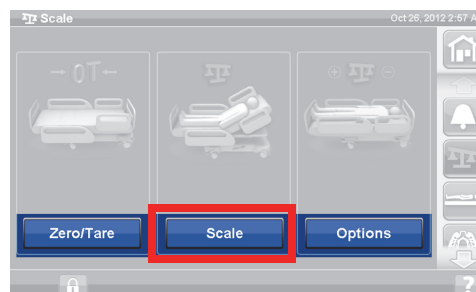 Scale Oct 26, 2012 2:57 A
→0T←
Zero/Tare Scale Options
?